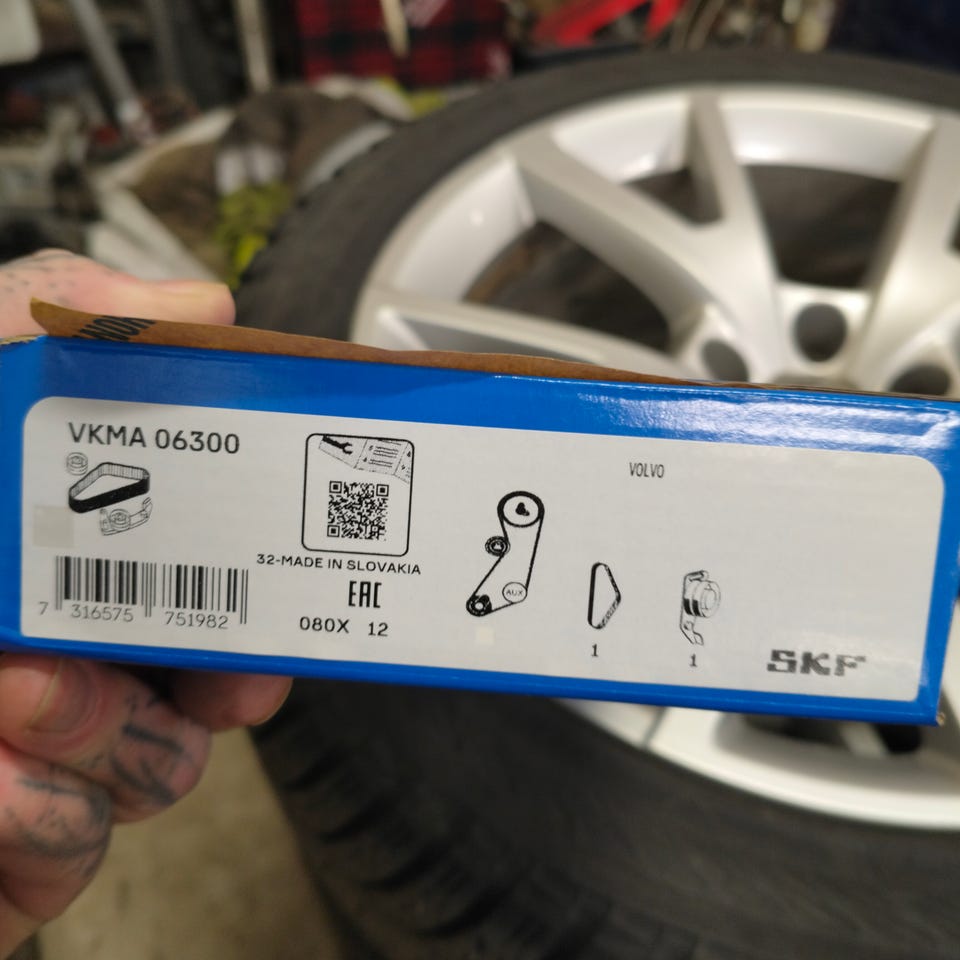 VKMA 06300
7 316575 751982
32-MADE IN SLOVAKIA
EAC
080X 12
VOLVO
AUX
1
1
SKF